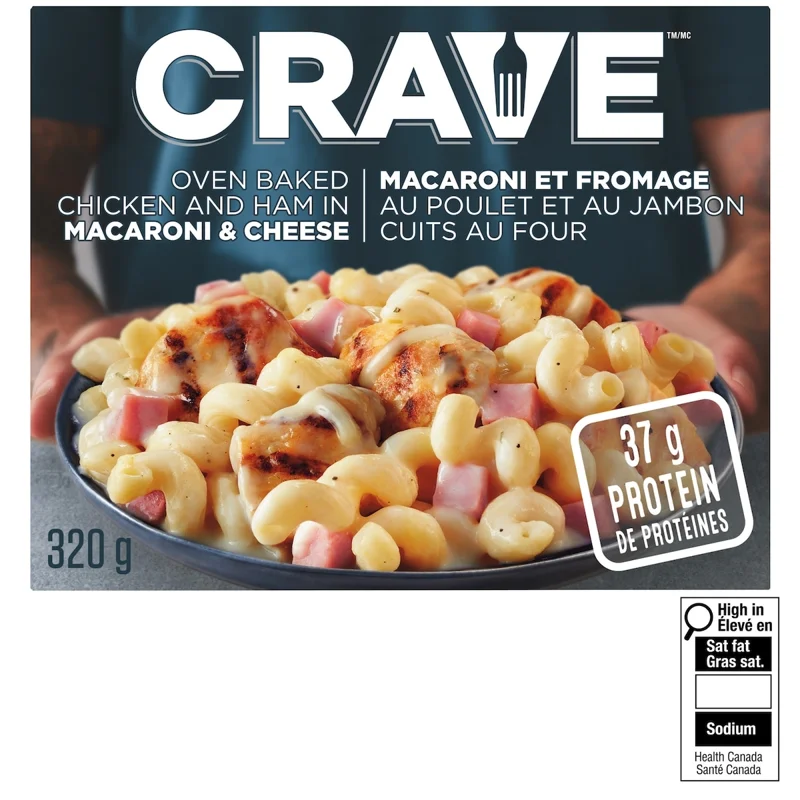 CRAVE TM/MC
OVEN BAKED
CHICKEN AND HAM IN
MACARONI & CHEESE
MACARONI ET FROMAGE
AU POULET ET AU JAMBON
CUITS AU FOUR
37 g
PROTEIN
DE PROTÉINES
320 g
High in
Élevé en
Sat fat
Gras sat.
Sodium
Health Canada
Santé Canada